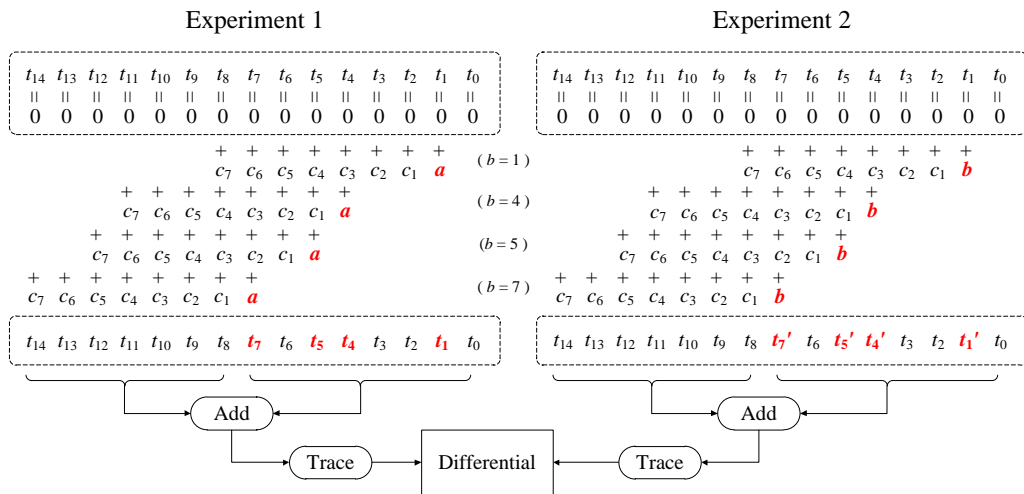 Experiment 1 Experiment 2
t₁₄ t₁₃ t₁₂ t₁₁ t₁₀ t₉ t₈ t₇ t₆ t₅ t₄ t₃ t₂ t₁ t₀ t₁₄ t₁₃ t₁₂ t₁₁ t₁₀ t₉ t₈ t₇ t₆ t₅ t₄ t₃ t₂ t₁ t₀
= = = = = = = = = = = = = = = = = = = = = = = = = = = = = =
0 0 0 0 0 0 0 0 0 0 0 0 0 0 0 0 0 0 0 0 0 0 0 0 0 0 0 0 0 0
+ + + + + + + + + + + + + + + +
c₇ c₆ c₅ c₄ c₃ c₂ c₁ a (b = 1) c₇ c₆ c₅ c₄ c₃ c₂ c₁ b
+ + + + + + + + + + + + + + + +
c₇ c₆ c₅ c₄ c₃ c₂ c₁ a (b = 4) c₇ c₆ c₅ c₄ c₃ c₂ c₁ b
+ + + + + + + + + + + + + + + +
c₇ c₆ c₅ c₄ c₃ c₂ c₁ a (b = 5) c₇ c₆ c₅ c₄ c₃ c₂ c₁ b
+ + + + + + + + + + + + + + + +
c₇ c₆ c₅ c₄ c₃ c₂ c₁ a (b = 7) c₇ c₆ c₅ c₄ c₃ c₂ c₁ b
t₁₄ t₁₃ t₁₂ t₁₁ t₁₀ t₉ t₈ t₇ t₆ t₅ t₄ t₃ t₂ t₁ t₀ t₁₄ t₁₃ t₁₂ t₁₁ t₁₀ t₉ t₈ t₇′ t₆ t₅′ t₄′ t₃ t₂ t₁′ t₀
Add Add
Trace Differential Trace